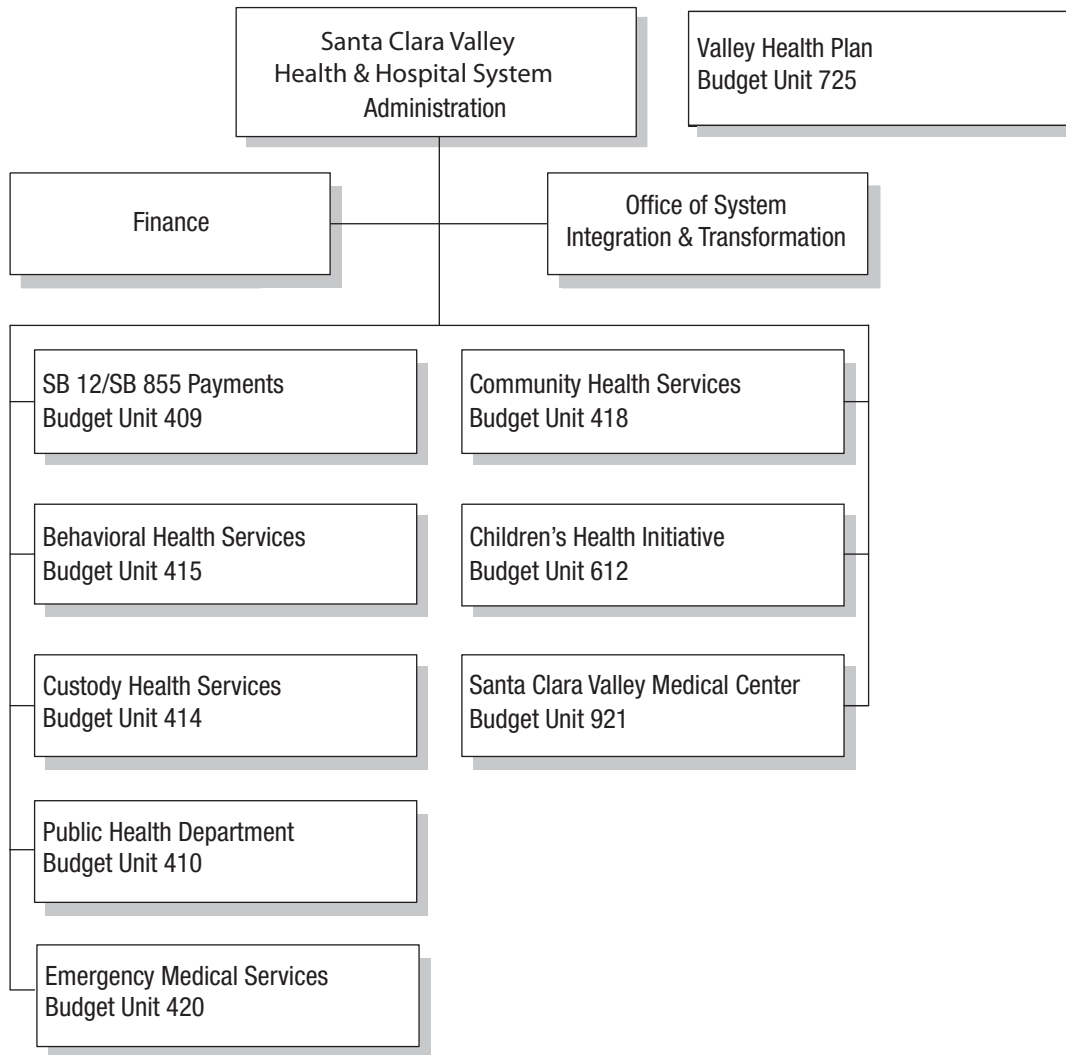 Santa Clara Valley
Health & Hospital System
Administration
Valley Health Plan
Budget Unit 725
Finance
Office of System
Integration & Transformation
SB 12/SB 855 Payments
Budget Unit 409
Community Health Services
Budget Unit 418
Behavioral Health Services
Budget Unit 415
Children’s Health Initiative
Budget Unit 612
Custody Health Services
Budget Unit 414
Santa Clara Valley Medical Center
Budget Unit 921
Public Health Department
Budget Unit 410
Emergency Medical Services
Budget Unit 420